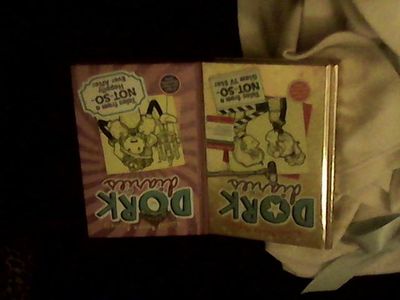 DORK
diaries
Tales from a
NOT-SO-
Happily
Ever After
DORK
diaries
Tales from a
NOT-SO-
Glam TV Star